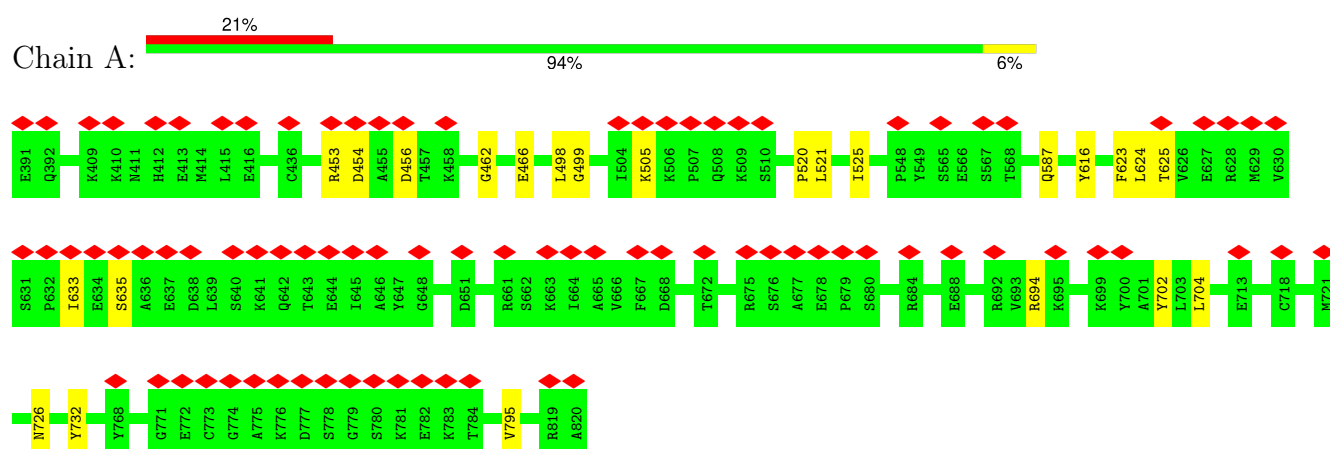 21%
Chain A:
94% 6%
E391 Q392 K409 K410 N411 H412 E413 M414 L415 E416 C436 R453 D454 A455 D456 T457 K458 G462 E466 L498 G499 I504 K505 K506 P507 Q508 K509 S510 P520 L521 I525 P548 Y549 S565 E566 S567 T568 Q587 Y616 F623 L624 T625 V626 E627 R628 M629 V630
S631 P632 I633 E634 S635 A636 E637 D638 L639 S640 K641 Q642 T643 E644 I645 A646 Y647 G648 D651 R661 S662 K663 I664 A665 V666 F667 D668 T672 R675 S676 A677 E678 P679 S680 R684 E688 R692 V693 R694 K695 K699 Y700 A701 Y702 L703 L704 E713 C718 M721
N726 Y732 Y768 G771 E772 C773 G774 A775 K776 D777 S778 G779 S780 K781 E782 K783 T784 V795 R819 A820